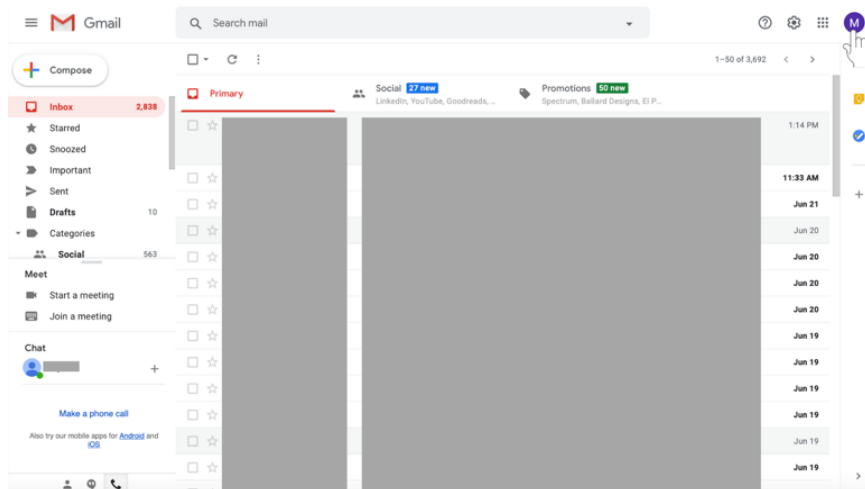 Gmail
Search mail
M
Compose
1–50 of 3,692
Primary
Social 27 new
LinkedIn, YouTube, Goodreads, ...
Promotions 50 new
Spectrum, Ballard Designs, El P...
Inbox 2,838
Starred
Snoozed
Important
Sent
Drafts 10
Categories
Social 563
Meet
Start a meeting
Join a meeting
Chat
Make a phone call
Also try our mobile apps for Android and
iOS
1:14 PM
11:33 AM
Jun 21
Jun 20
Jun 20
Jun 20
Jun 20
Jun 19
Jun 19
Jun 19
Jun 19
Jun 19
Jun 19